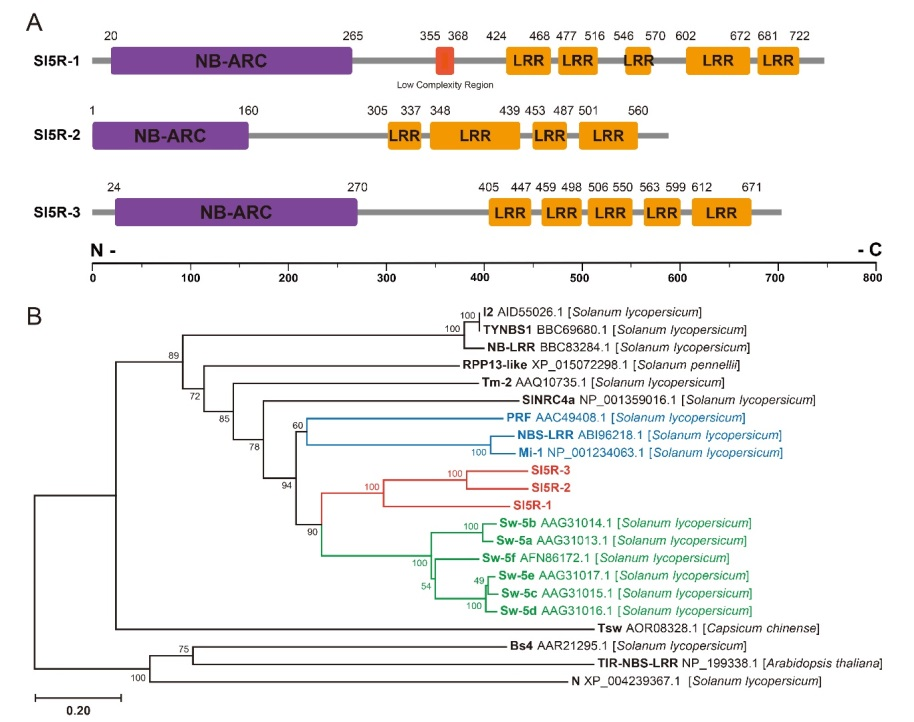 A
20 265 355 368 424 468 477 516 546 570 602 672 681 722
Sl5R-1 NB-ARC LRR LRR LRR LRR LRR
Low Complexity Region
1 160 305 337 348 439 453 487 501 560
Sl5R-2 NB-ARC LRR LRR LRR LRR
24 270 405 447 459 498 506 550 563 599 612 671
Sl5R-3 NB-ARC LRR LRR LRR LRR LRR
N - - C
0 100 200 300 400 500 600 700 800
B
100 I2 AID55026.1 [Solanum lycopersicum]
100 TYNBS1 BBC69680.1 [Solanum lycopersicum]
NB-LRR BBC83284.1 [Solanum lycopersicum]
89
RPP13-like XP_015072298.1 [Solanum pennellii]
72
Tm-2 AAQ10735.1 [Solanum lycopersicum]
85
SlNRC4a NP_001359016.1 [Solanum lycopersicum]
78
60 PRF AAC49408.1 [Solanum lycopersicum]
NBS-LRR ABI96218.1 [Solanum lycopersicum]
100 Mi-1 NP_001234063.1 [Solanum lycopersicum]
94
100 Sl5R-3
100 Sl5R-2
Sl5R-1
90
100 Sw-5b AAG31014.1 [Solanum lycopersicum]
Sw-5a AAG31013.1 [Solanum lycopersicum]
100 Sw-5f AFN86172.1 [Solanum lycopersicum]
54 49 Sw-5e AAG31017.1 [Solanum lycopersicum]
Sw-5c AAG31015.1 [Solanum lycopersicum]
100 Sw-5d AAG31016.1 [Solanum lycopersicum]
Tsw AOR08328.1 [Capsicum chinense]
75 Bs4 AAR21295.1 [Solanum lycopersicum]
TIR-NBS-LRR NP_199338.1 [Arabidopsis thaliana]
100 N XP_004239367.1 [Solanum lycopersicum]
0.20